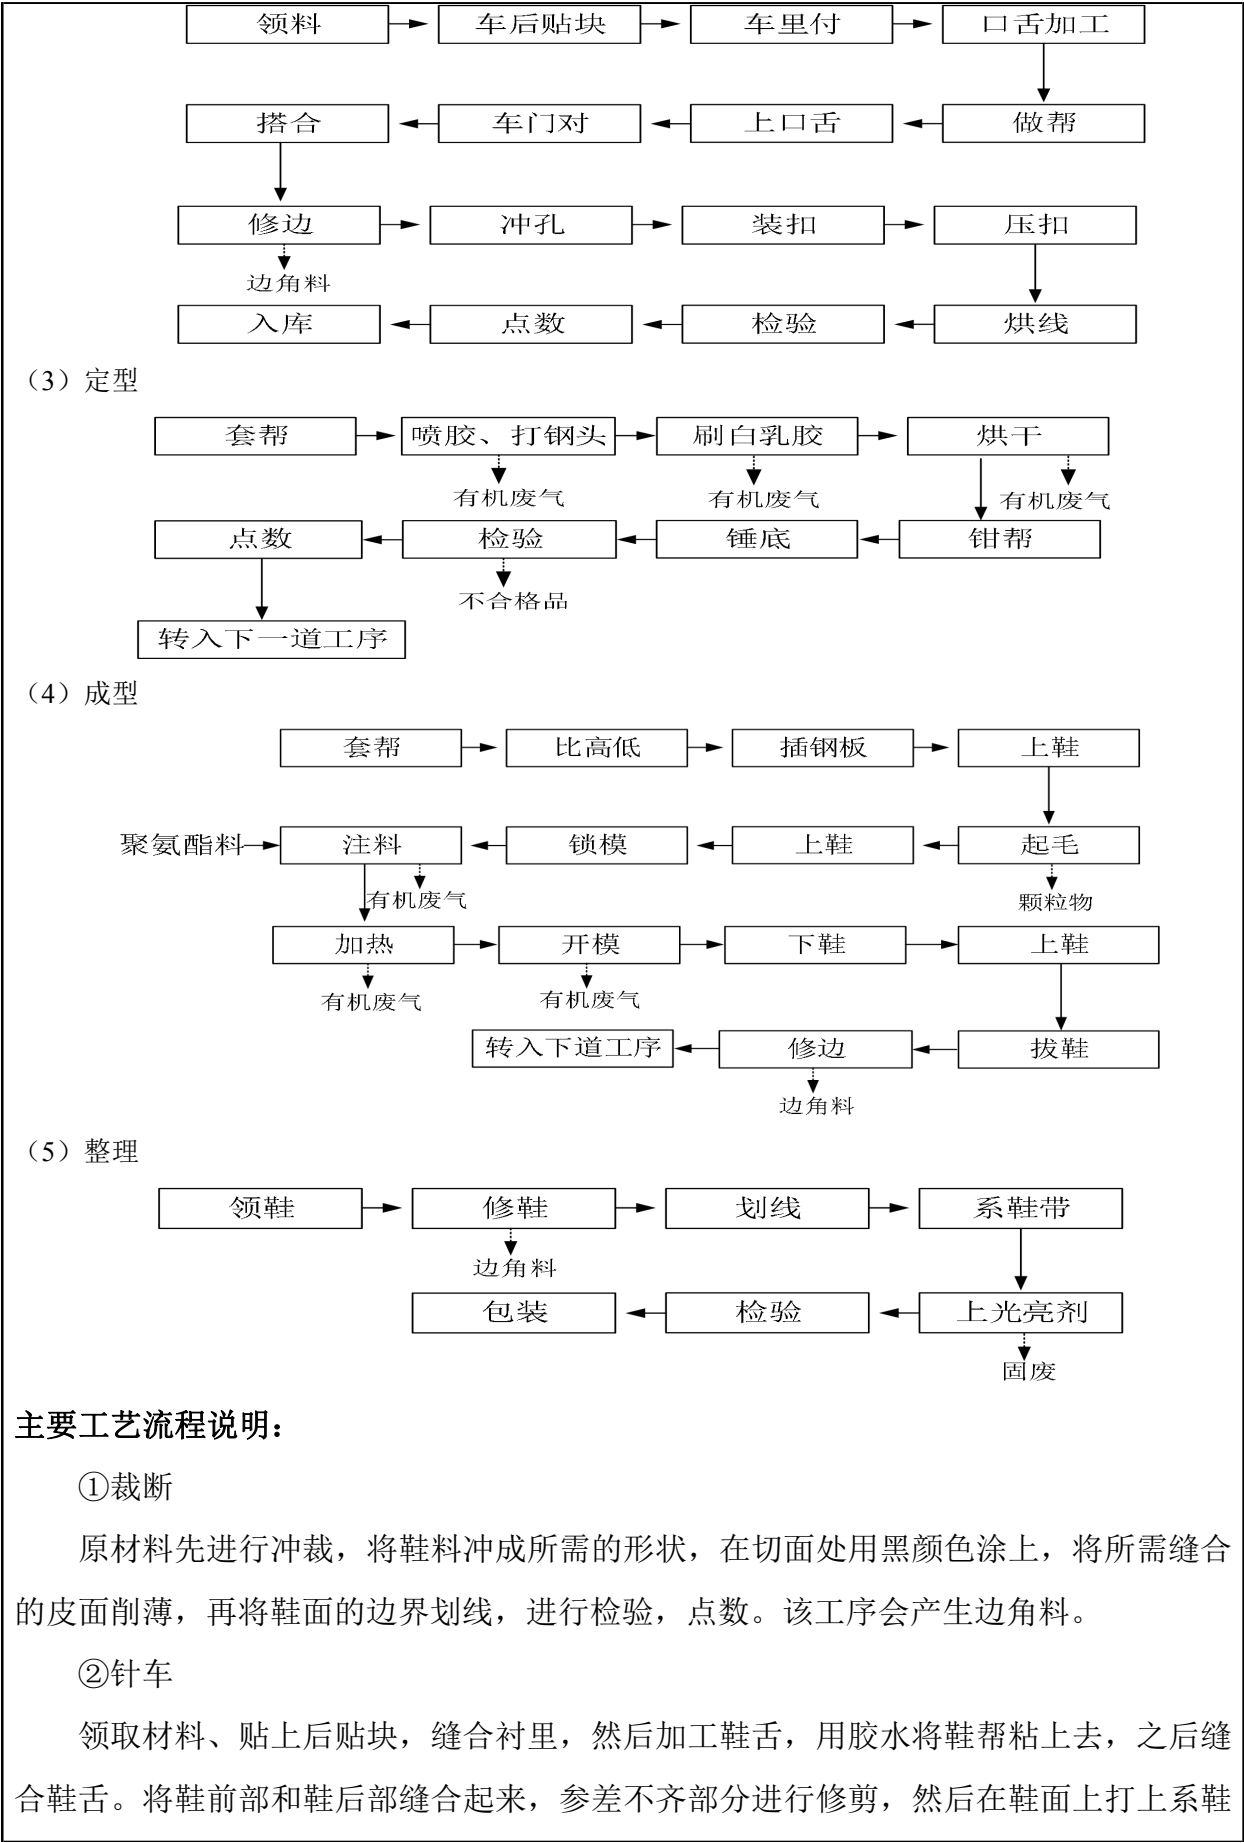 领料 车后贴块 车里付 口舌加工
搭合 车门对 上口舌 做帮
修边 冲孔 装扣 压扣
边角料
入库 点数 检验 烘线
（3）定型
套帮 喷胶、打钢头 刷白乳胶 烘干
有机废气 有机废气 有机废气
点数 检验 锤底 钳帮
不合格品
转入下一道工序
（4）成型
套帮 比高低 插钢板 上鞋
聚氨酯料 注料 锁模 上鞋 起毛
有机废气 颗粒物
加热 开模 下鞋 上鞋
有机废气 有机废气
转入下道工序 修边 拔鞋
边角料
（5）整理
领鞋 修鞋 划线 系鞋带
边角料
包装 检验 上光亮剂
固废
主要工艺流程说明：
①裁断
原材料先进行冲裁，将鞋料冲成所需的形状，在切面处用黑颜色涂上，将所需缝合
的皮面削薄，再将鞋面的边界划线，进行检验，点数。该工序会产生边角料。
②针车
领取材料、贴上后贴块，缝合衬里，然后加工鞋舌，用胶水将鞋帮粘上去，之后缝
合鞋舌。将鞋前部和鞋后部缝合起来，参差不齐部分进行修剪，然后在鞋面上打上系鞋